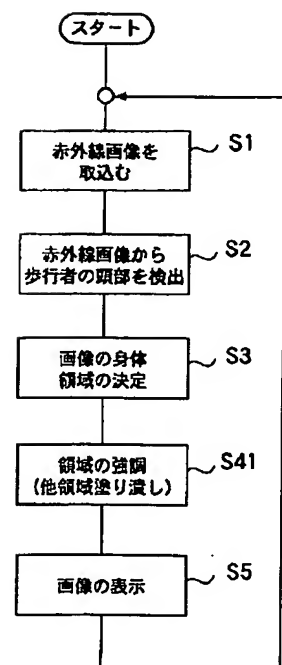 スタート
赤外線画像を
取込む
S1
赤外線画像から
歩行者の頭部を検出
S2
画像の身体
領域の決定
S3
領域の強調
(他領域塗り潰し)
S41
画像の表示
S5